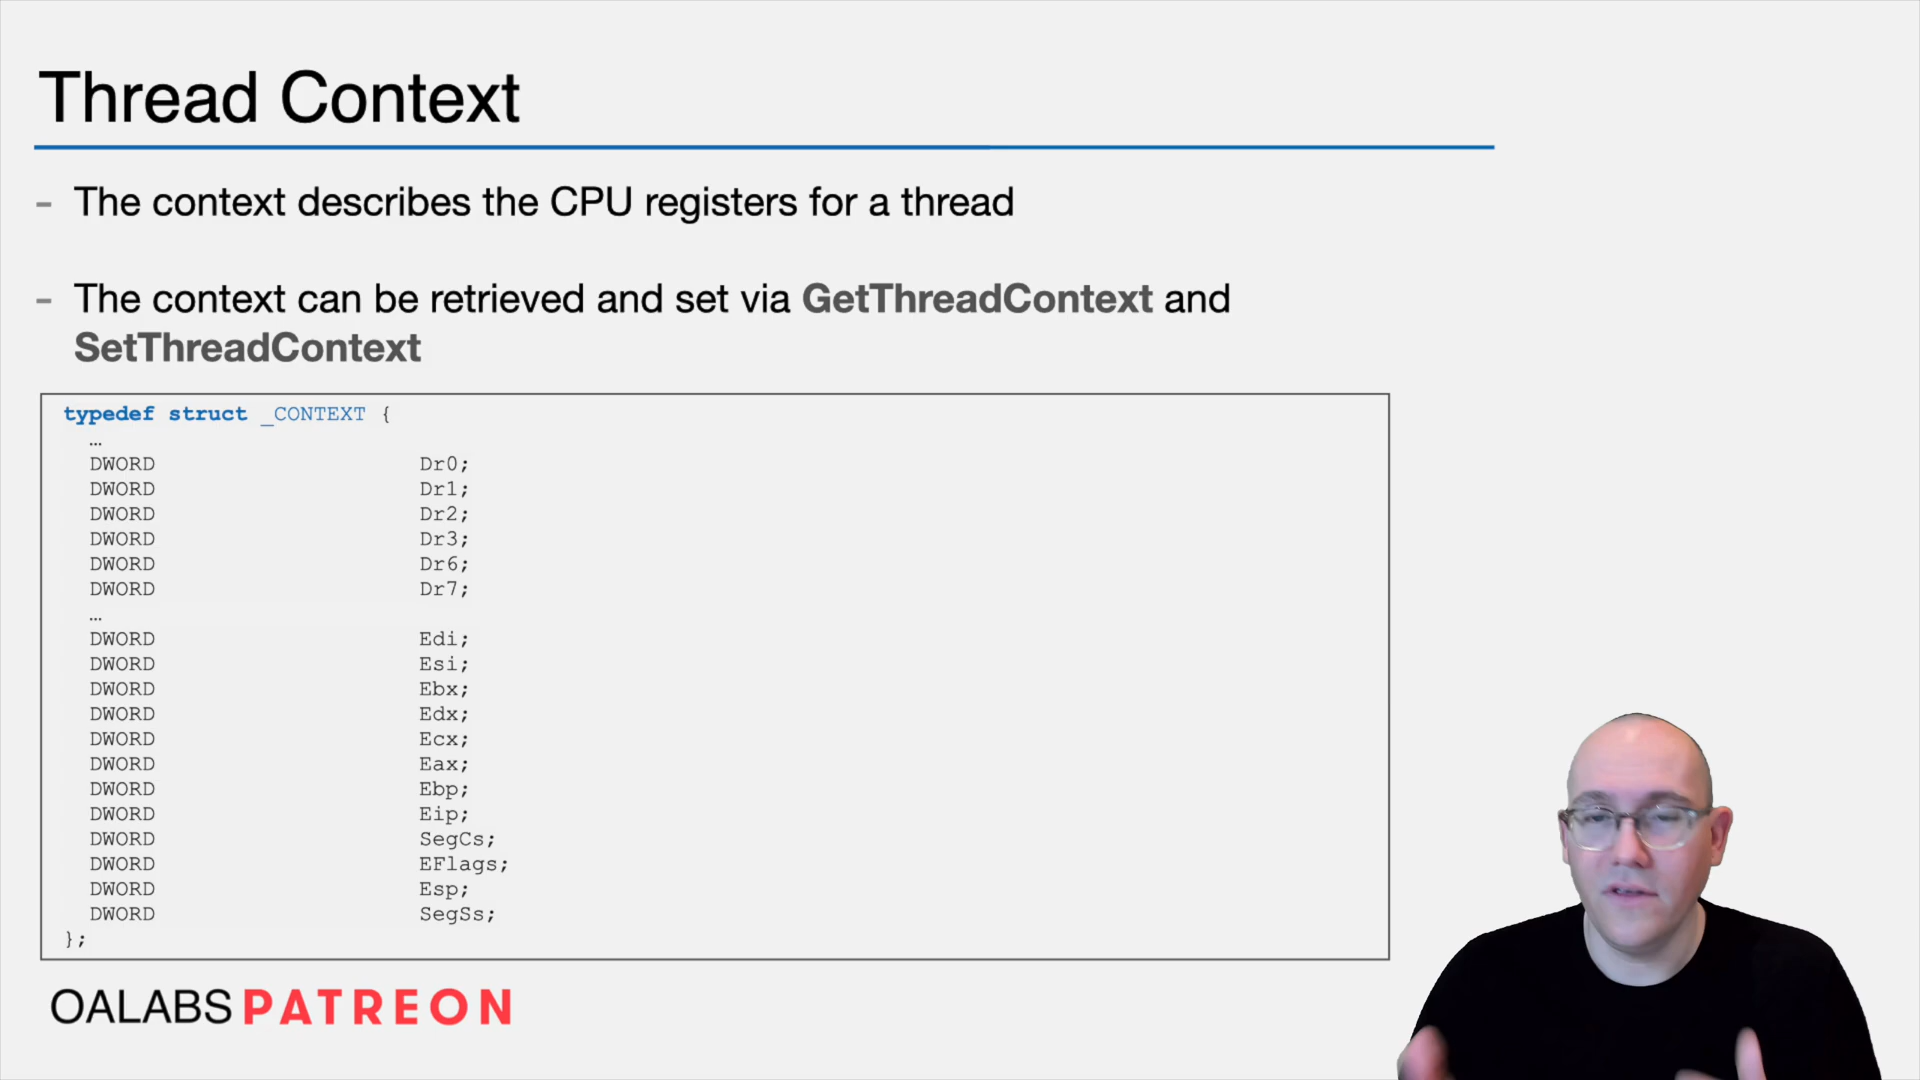 Thread Context
- The context describes the CPU registers for a thread
- The context can be retrieved and set via GetThreadContext and
SetThreadContext
typedef struct _CONTEXT {
…
DWORD Dr0;
DWORD Dr1;
DWORD Dr2;
DWORD Dr3;
DWORD Dr6;
DWORD Dr7;
…
DWORD Edi;
DWORD Esi;
DWORD Ebx;
DWORD Edx;
DWORD Ecx;
DWORD Eax;
DWORD Ebp;
DWORD Eip;
DWORD SegCs;
DWORD EFlags;
DWORD Esp;
DWORD SegSs;
};
OALABS PATREON